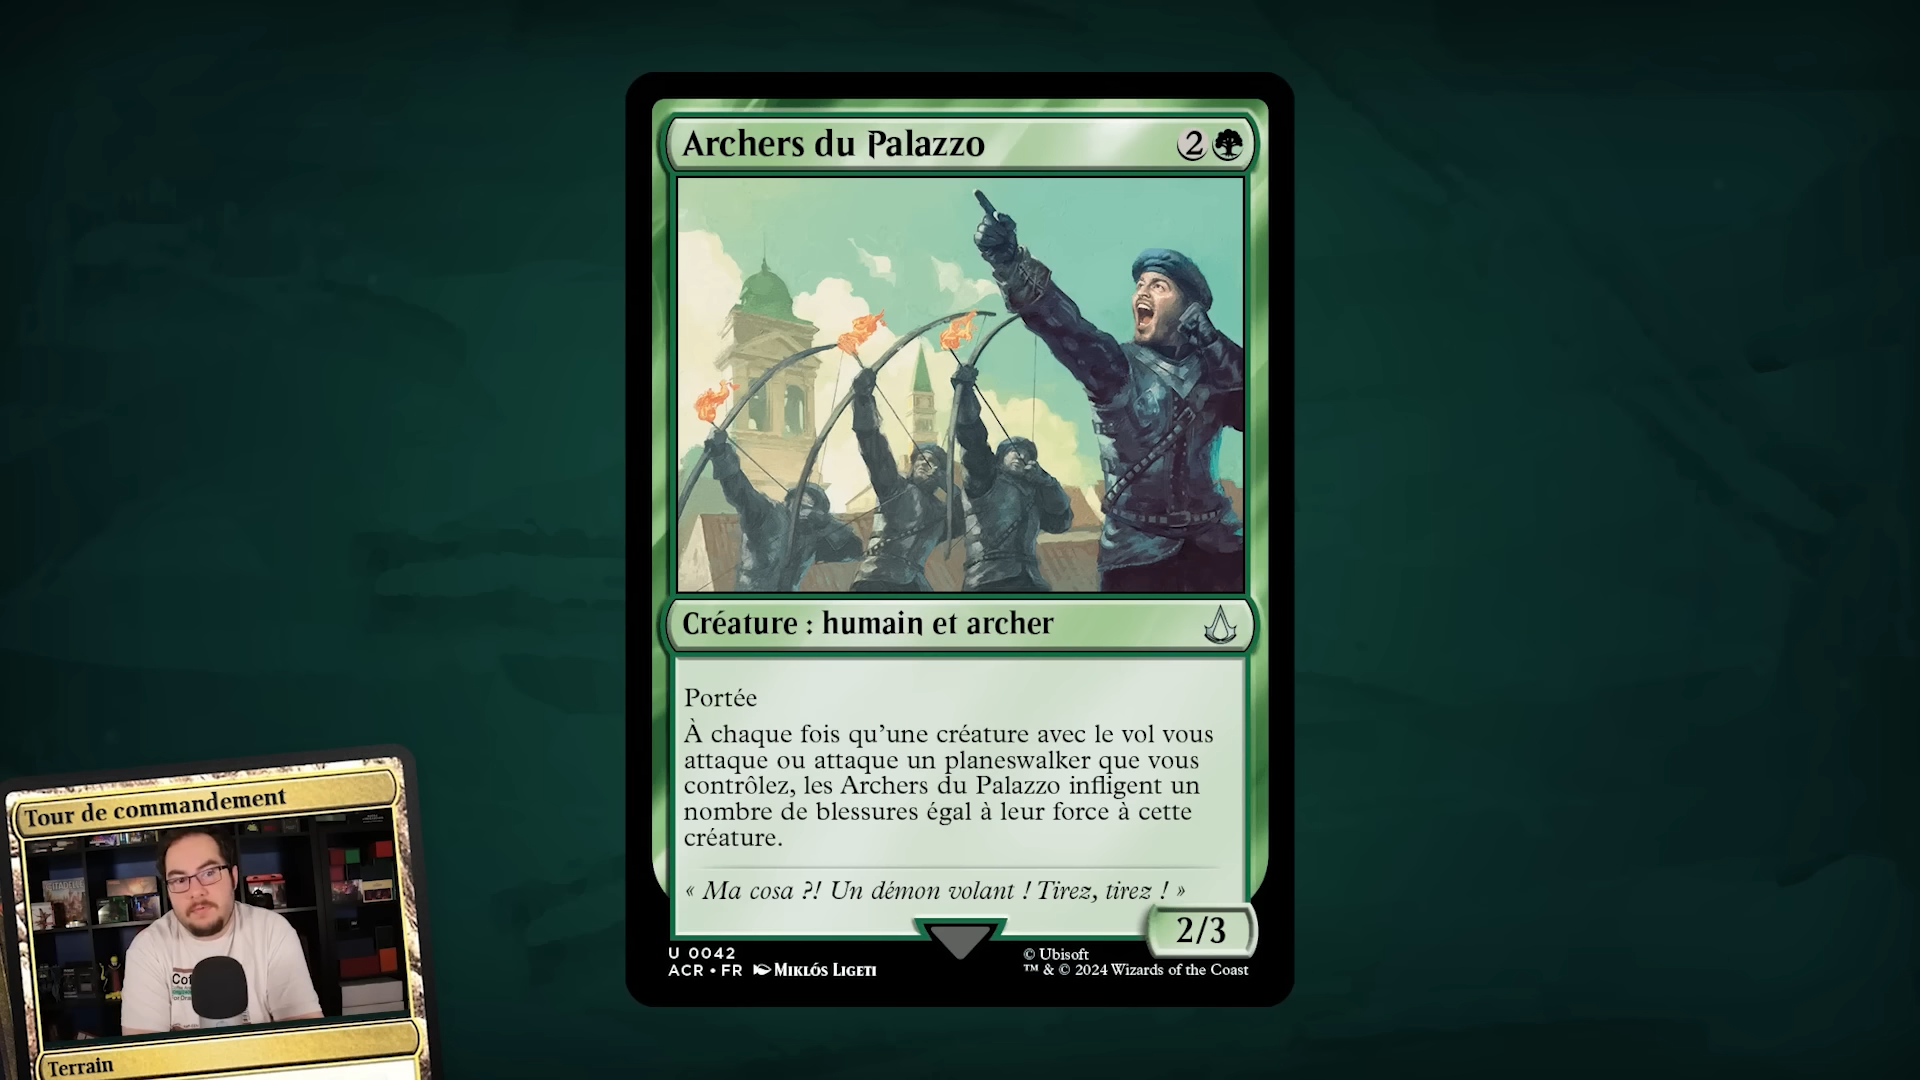 Archers du Palazzo
2
Créature : humain et archer
Portée
À chaque fois qu'une créature avec le vol vous
attaque ou attaque un planeswalker que vous
contrôlez, les Archers du Palazzo infligent un
nombre de blessures égal à leur force à cette
créature.
« Ma cosa ?! Un démon volant ! Tirez, tirez ! »
2/3
U 0042
ACR • FR Miklós Ligeti
© Ubisoft
™ & © 2024 Wizards of the Coast
Tour de commandement
CITADELLE
Terrain